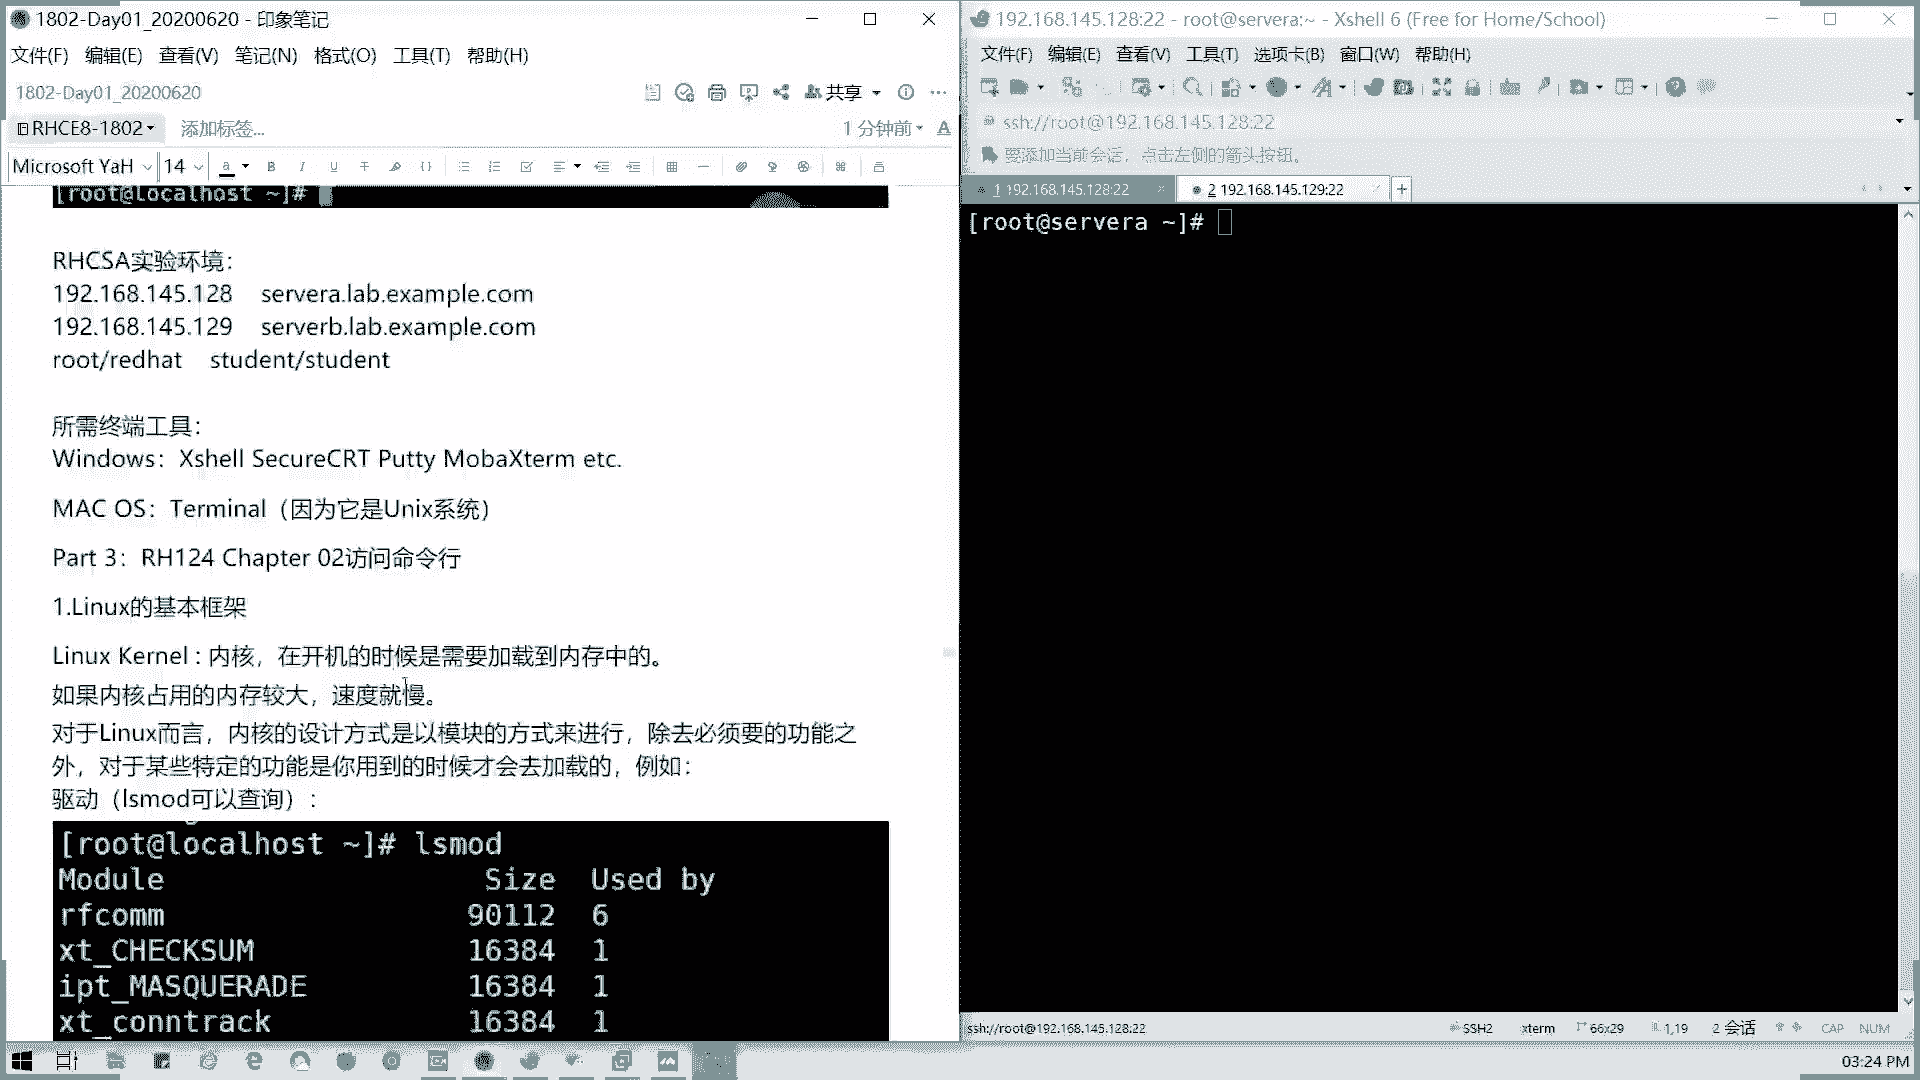 1802-Day01_20200620 - 印象笔记
文件(F) 编辑(E) 查看(V) 笔记(N) 格式(O) 工具(T) 帮助(H)
1802-Day01_20200620
共享
RHCE8-1802
添加标签...
1 分钟前
Microsoft YaH 14
[root@localhost ~]#
RHCSA实验环境:
192.168.145.128 servera.lab.example.com
192.168.145.129 serverb.lab.example.com
root/redhat student/student
所需终端工具:
Windows：Xshell SecureCRT Putty MobaXterm etc.
MAC OS：Terminal（因为它是Unix系统）
Part 3：RH124 Chapter 02访问命令行
1.Linux的基本框架
Linux Kernel : 内核，在开机的时候是需要加载到内存中的。
如果内核占用的内存较大，速度就慢。
对于Linux而言，内核的设计方式是以模块的方式来进行，除去必须要的功能之
外，对于某些特定的功能是你用到的时候才会去加载的，例如：
驱动（lsmod可以查询）：
[root@localhost ~]# lsmod
Module Size Used by
rfcomm 90112 6
xt_CHECKSUM 16384 1
ipt_MASQUERADE 16384 1
xt_conntrack 16384 1
192.168.145.128:22 - root@servera:~ - Xshell 6 (Free for Home/School)
文件(F) 编辑(E) 查看(V) 工具(T) 选项卡(B) 窗口(W) 帮助(H)
ssh://root@192.168.145.128:22
要添加当前会话，点击左侧的箭头按钮。
1 192.168.145.128:22
2 192.168.145.129:22
[root@servera ~]#
ssh://root@192.168.145.128:22
SSH2 xterm 66x29 1,19 2 会话 CAP NUM
03:24 PM